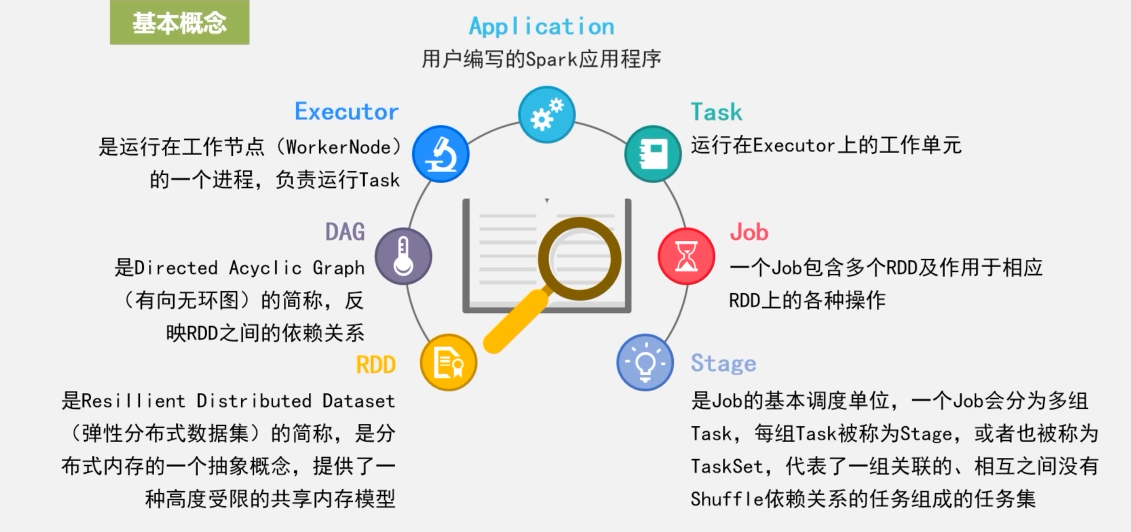 基本概念
Application
用户编写的Spark应用程序
Executor
是运行在工作节点（WorkerNode）
的一个进程，负责运行Task
DAG
是Directed Acyclic Graph
（有向无环图）的简称，反
映RDD之间的依赖关系
RDD
是Resillient Distributed Dataset
（弹性分布式数据集）的简称，是分
布式内存的一个抽象概念，提供了一
种高度受限的共享内存模型
Task
运行在Executor上的工作单元
Job
一个Job包含多个RDD及作用于相应
RDD上的各种操作
Stage
是Job的基本调度单位，一个Job会分为多组
Task，每组Task被称为Stage，或者也被称为
TaskSet，代表了一组关联的、相互之间没有
Shuffle依赖关系的任务组成的任务集